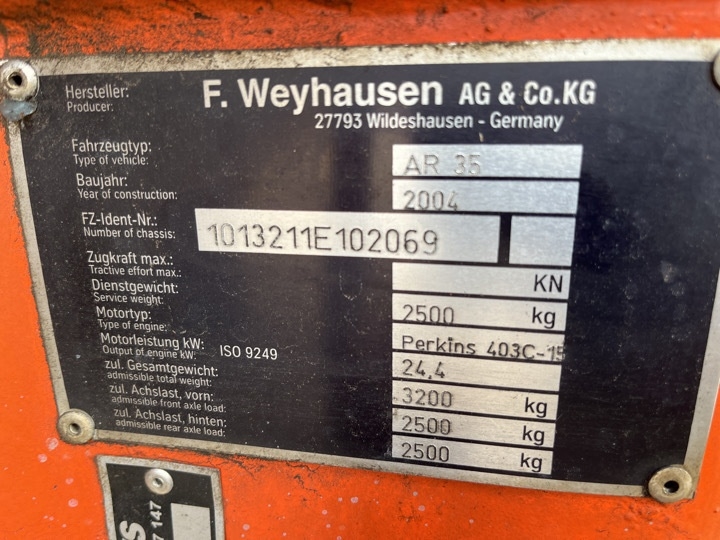 Hersteller:
Producer:
F. Weyhausen AG & Co.KG
27793 Wildeshausen - Germany
Fahrzeugtyp:
Type of vehicle:
AR 35
Baujahr:
Year of construction:
2004
FZ-Ident-Nr.:
Number of chassis:
1013211E102069
Zugkraft max.:
Tractive effort max.:
KN
Dienstgewicht:
Service weight:
2500 kg
Motortyp:
Type of engine:
Perkins 403C-15
Motorleistung kW:
Output of engine kW:
ISO 9249
24,4
zul. Gesamtgewicht:
admissible total weight:
3200 kg
zul. Achslast, vorn:
admissible front axle load:
2500 kg
zul. Achslast, hinten:
admissible rear axle load:
2500 kg
7 147